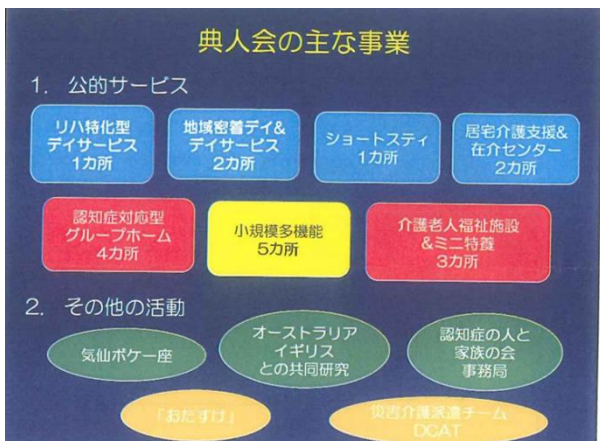 典人会の主な事業
1. 公的サービス
リハ特化型
デイサービス
1カ所
地域密着デイ&
デイサービス
2カ所
ショートスティ
1カ所
居宅介護支援&
在介センター
2カ所
認知症対応型
グループホーム
4カ所
小規模多機能
5カ所
介護老人福祉施設
&ミニ特養
3カ所
2. その他の活動
気仙ボケー座
オーストラリア
イギリス
との共同研究
認知症の人と
家族の会
事務局
「おたすけ」
災害介護派遣チーム
DCAT